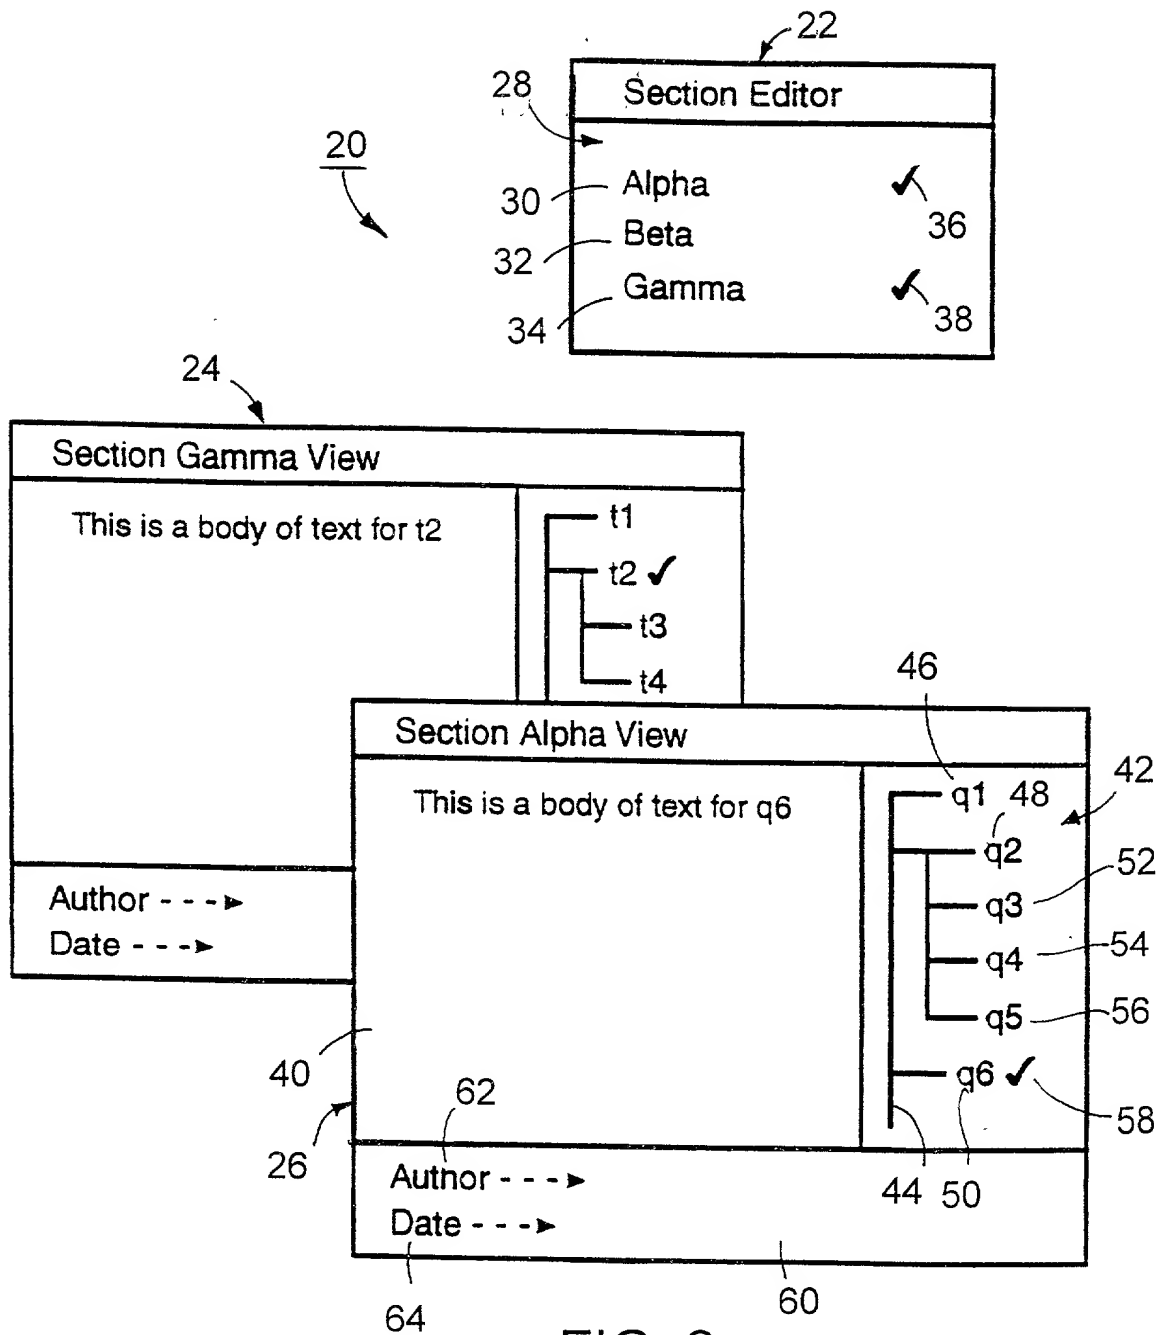 22
Section Editor
28
20
Alpha ✓
30
36
Beta
32
Gamma ✓
34
38
24
Section Gamma View
This is a body of text for t2
t1
t2 ✓
t3
t4
46
Section Alpha View
42
This is a body of text for q6
q1
48
q2
52
q3
Author - - ->
Date - - ->
q4
54
q5
56
40
q6 ✓
58
62
26
44
50
Author - - ->
Date - - ->
60
64